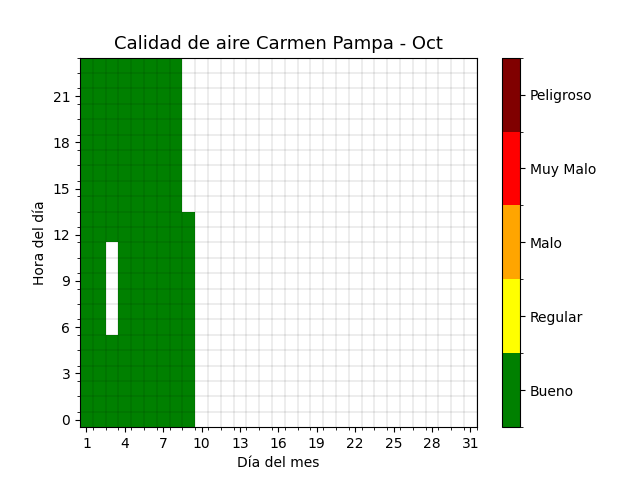 Calidad de aire Carmen Pampa - Oct
Hora del día
21
18
15
12
9
6
3
0
1 4 7 10 13 16 19 22 25 28 31
Día del mes
Peligroso
Muy Malo
Malo
Regular
Bueno